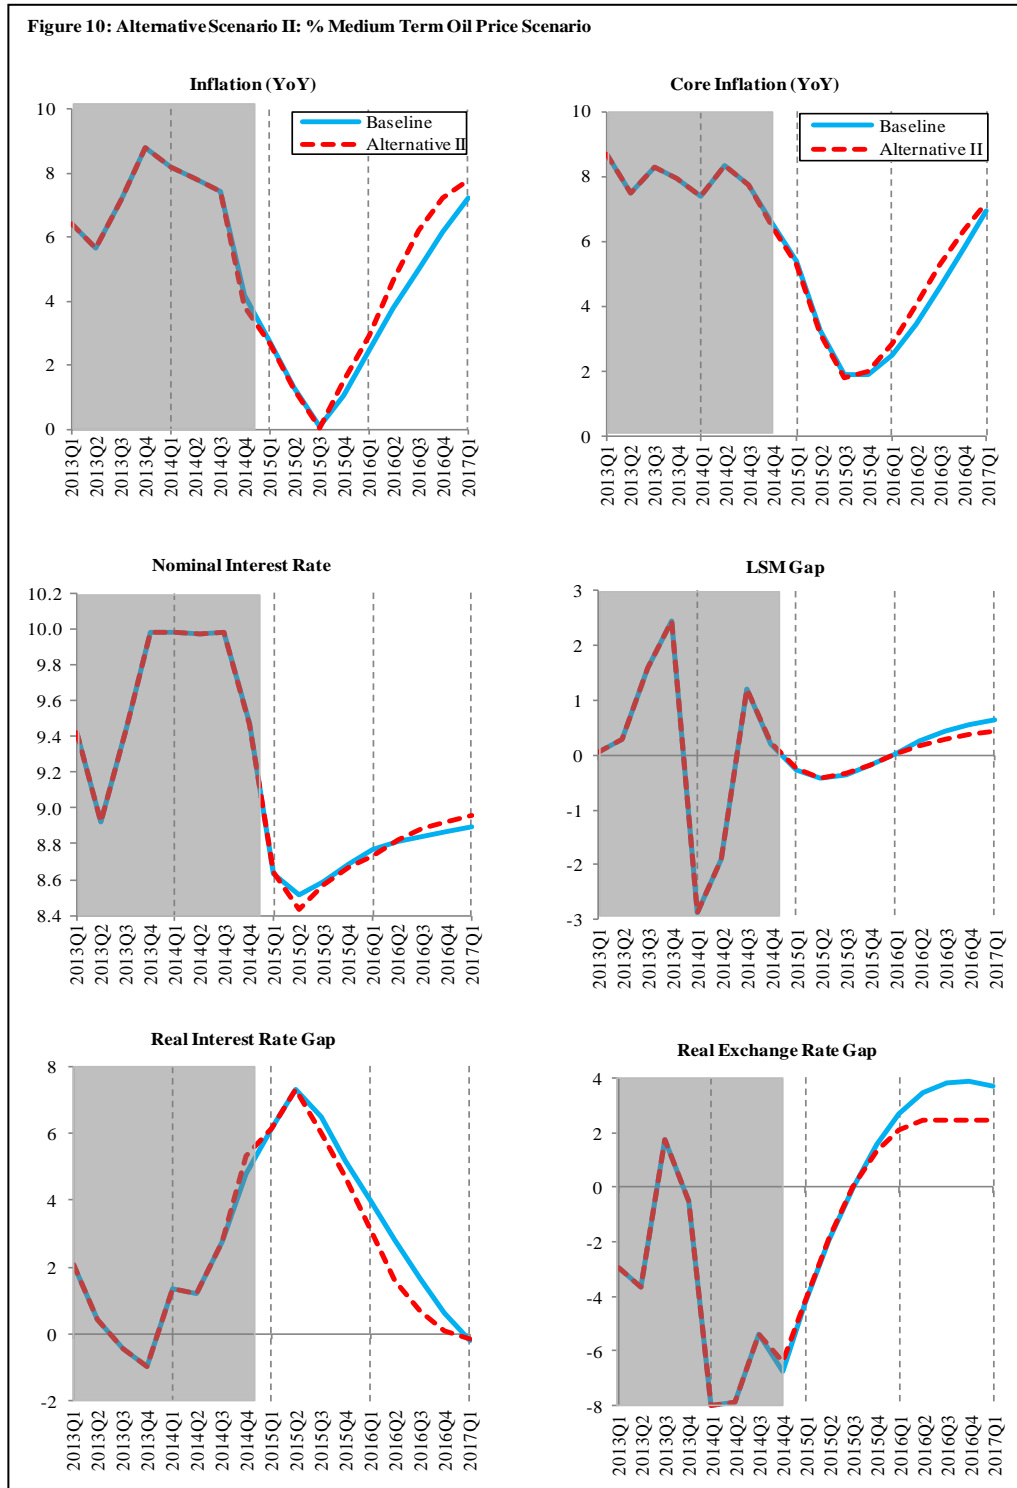 Figure 10: Alternative Scenario II: % Medium Term Oil Price Scenario
Inflation (YoY)
10
8
6
4
2
0
Baseline
Alternative II
2013Q1
2013Q2
2013Q3
2013Q4
2014Q1
2014Q2
2014Q3
2014Q4
2015Q1
2015Q2
2015Q3
2015Q4
2016Q1
2016Q2
2016Q3
2016Q4
2017Q1
Core Inflation (YoY)
10
8
6
4
2
0
Baseline
Alternative II
2013Q1
2013Q2
2013Q3
2013Q4
2014Q1
2014Q2
2014Q3
2014Q4
2015Q1
2015Q2
2015Q3
2015Q4
2016Q1
2016Q2
2016Q3
2016Q4
2017Q1
Nominal Interest Rate
10.2
10.0
9.8
9.6
9.4
9.2
9.0
8.8
8.6
8.4
2013Q1
2013Q2
2013Q3
2013Q4
2014Q1
2014Q2
2014Q3
2014Q4
2015Q1
2015Q2
2015Q3
2015Q4
2016Q1
2016Q2
2016Q3
2016Q4
2017Q1
LSM Gap
3
2
1
0
-1
-2
-3
2013Q1
2013Q2
2013Q3
2013Q4
2014Q1
2014Q2
2014Q3
2014Q4
2015Q1
2015Q2
2015Q3
2015Q4
2016Q1
2016Q2
2016Q3
2016Q4
2017Q1
Real Interest Rate Gap
8
6
4
2
0
-2
2013Q1
2013Q2
2013Q3
2013Q4
2014Q1
2014Q2
2014Q3
2014Q4
2015Q1
2015Q2
2015Q3
2015Q4
2016Q1
2016Q2
2016Q3
2016Q4
2017Q1
Real Exchange Rate Gap
4
2
0
-2
-4
-6
-8
2013Q1
2013Q2
2013Q3
2013Q4
2014Q1
2014Q2
2014Q3
2014Q4
2015Q1
2015Q2
2015Q3
2015Q4
2016Q1
2016Q2
2016Q3
2016Q4
2017Q1